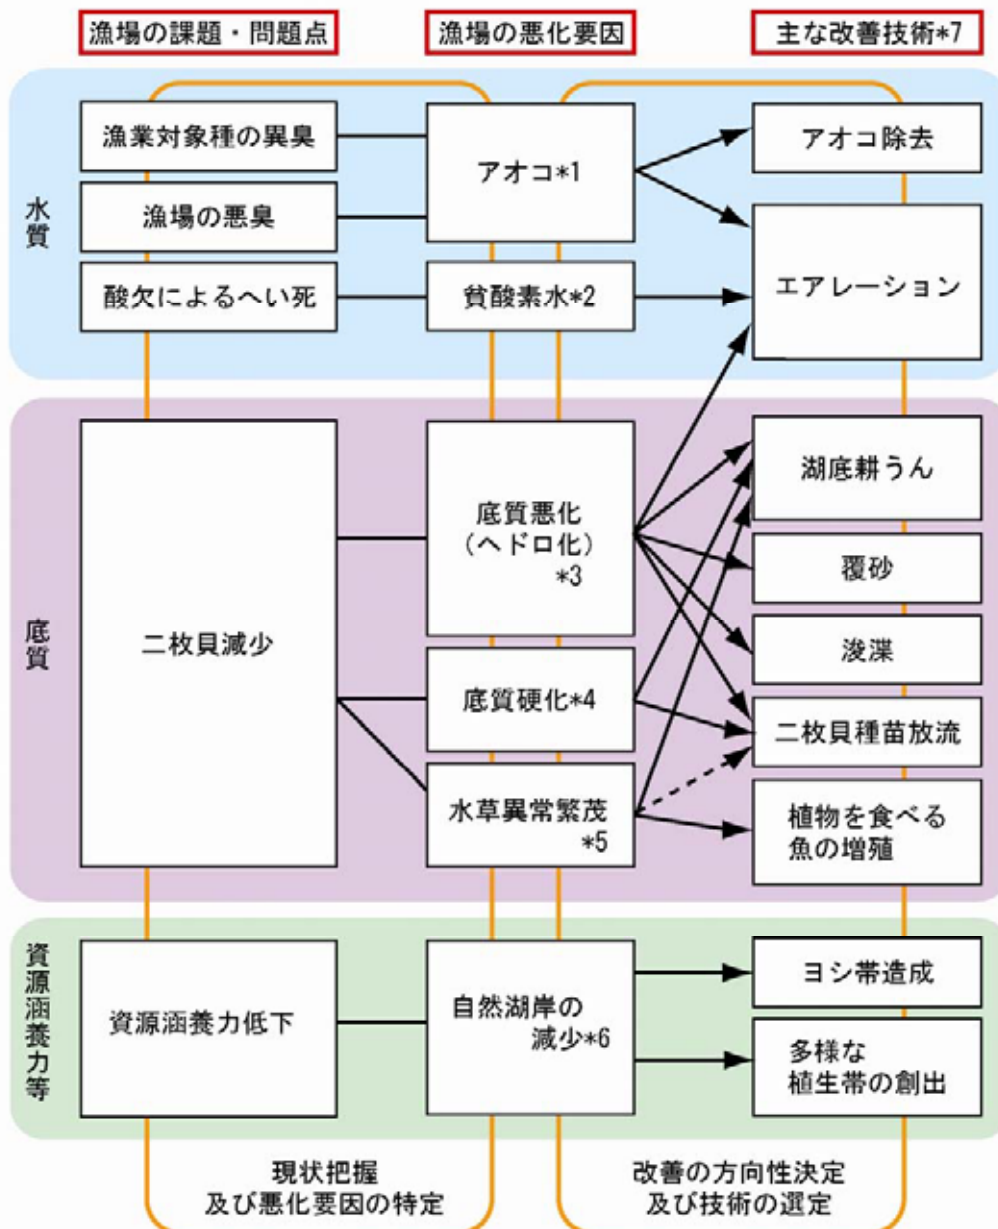 漁場の課題・問題点
漁場の悪化要因
主な改善技術*7
水質
漁業対象種の異臭
漁場の悪臭
酸欠によるへい死
アオコ*1
貧酸素水*2
アオコ除去
エアレーション
底質
二枚貝減少
底質悪化
(ヘドロ化)
*3
底質硬化*4
水草異常繁茂
*5
湖底耕うん
覆砂
浚渫
二枚貝種苗放流
植物を食べる
魚の増殖
資源涵養力等
資源涵養力低下
自然湖岸の
減少*6
ヨシ帯造成
多様な
植生帯の創出
現状把握
及び悪化要因の特定
改善の方向性決定
及び技術の選定